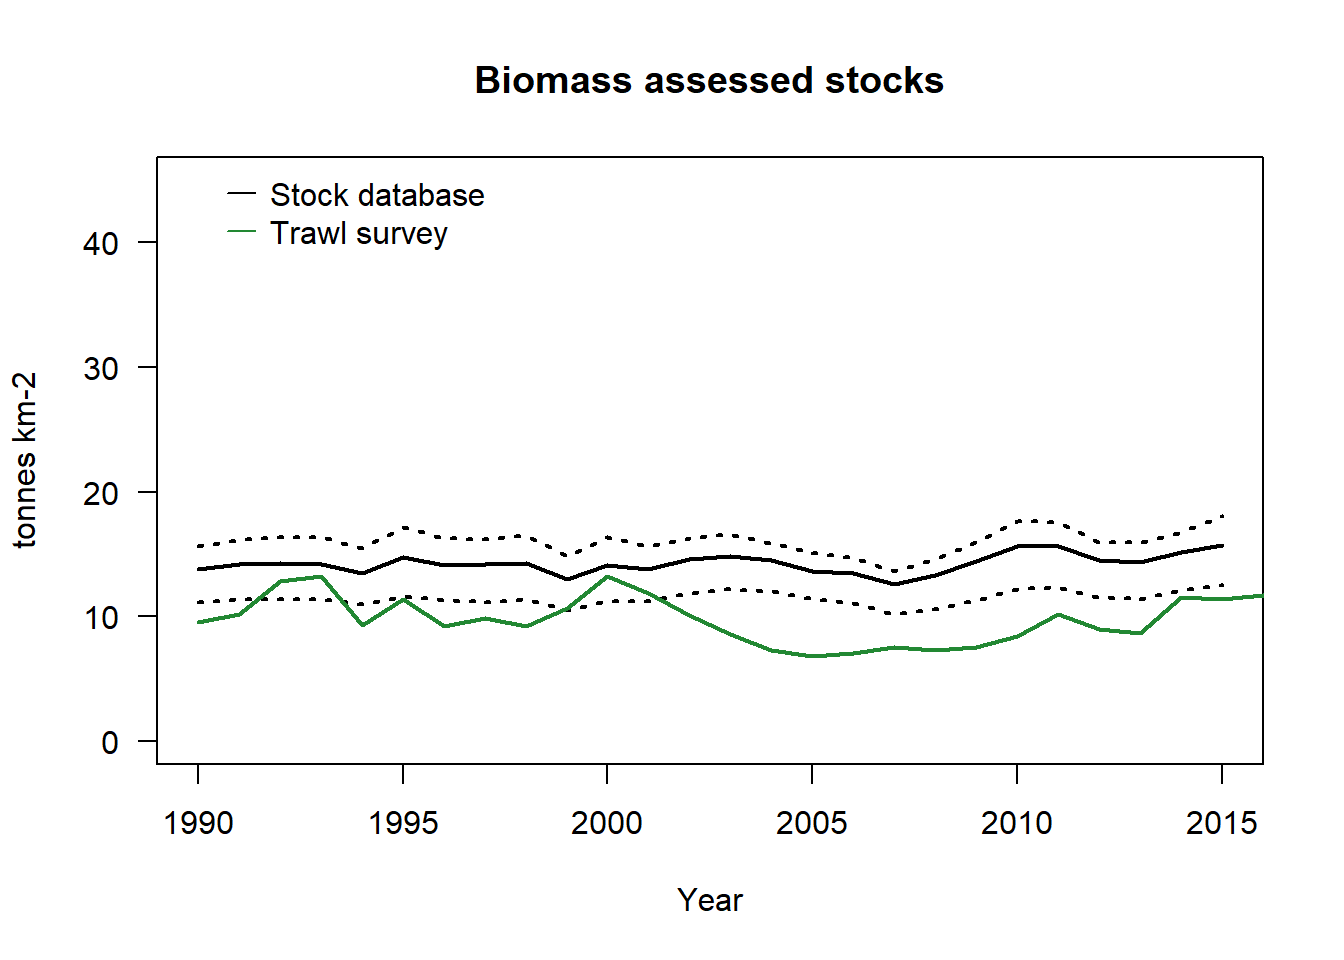 Biomass assessed stocks
Stock database
Trawl survey
40
30
20
10
0
tonnes km-2
1990 1995 2000 2005 2010 2015
Year